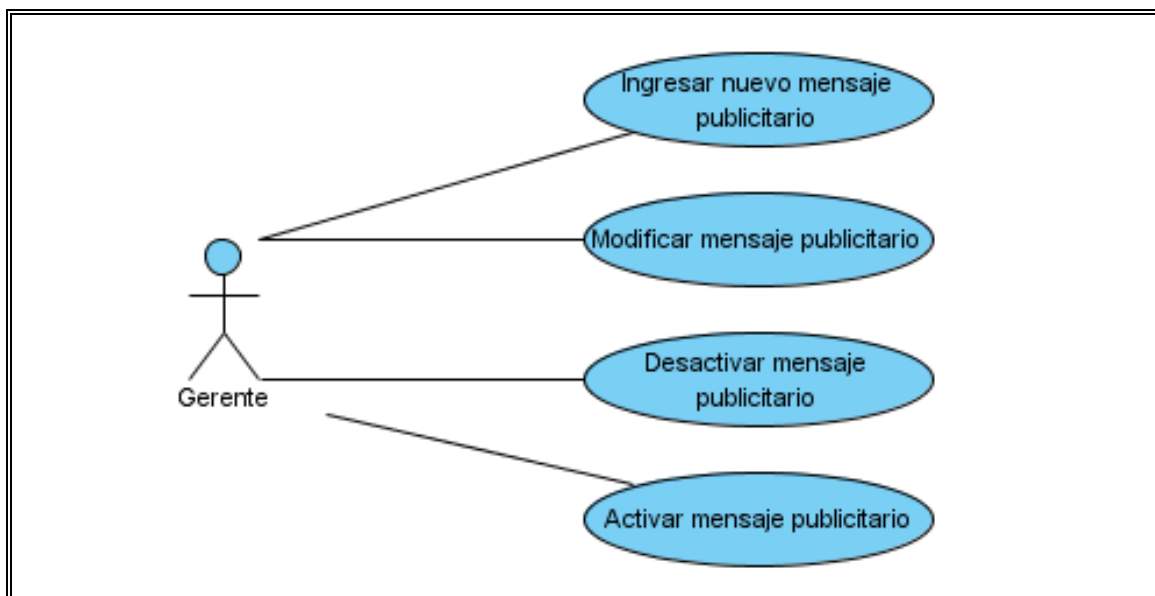 Ingresar nuevo mensaje
publicitario
Modificar mensaje publicitario
Gerente
Desactivar mensaje
publicitario
Activar mensaje publicitario